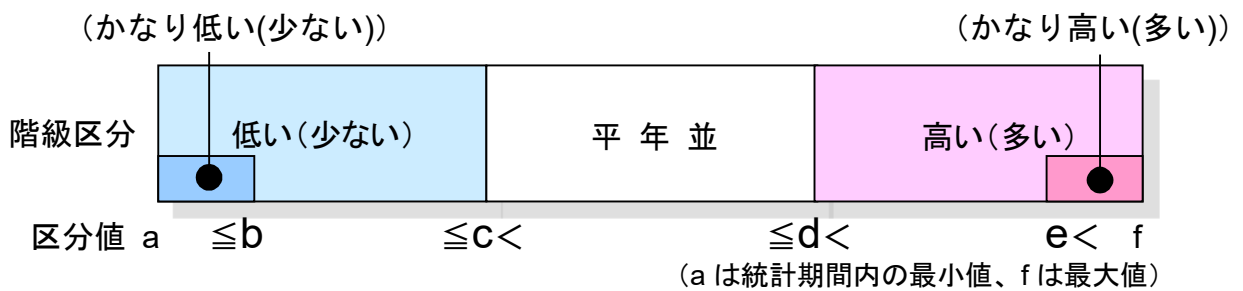 （かなり低い(少ない)） （かなり高い(多い)）
階級区分 低い（少ない） 平 年 並 高い（多い）
区分値 a ≦b ≦c< ≦d< e< f
（a は統計期間内の最小値、f は最大値）